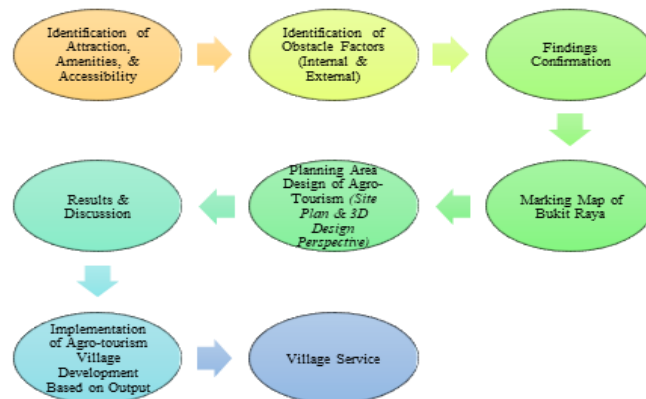 Identification of
Attraction,
Amenities, &
Accessibility
Identification of
Obstacle Factors
(Internal &
External)
Findings
Confirmation
Marking Map of
Bukit Raya
Planning Area
Design of Agro-
Tourism (Site
Plan & 3D
Design
Perspective)
Results &
Discussion
Implementation
of Agro-tourism
Village
Development
Based on Output
Village Service